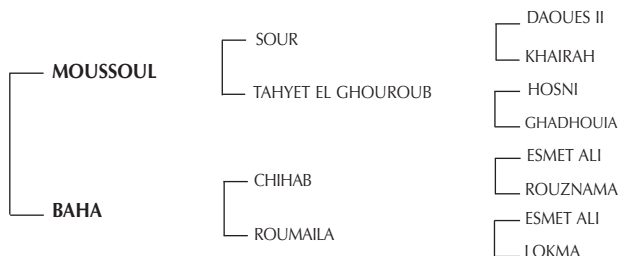 DAOUES II
SOUR
KHAIRAH
MOUSSOUL
HOSNI
TAHYET EL GHOUROUB
GHADHOUIA
ESMET ALI
CHIHAB
ROUZNAMA
BAHA
ESMET ALI
ROUMAILA
LOKMA